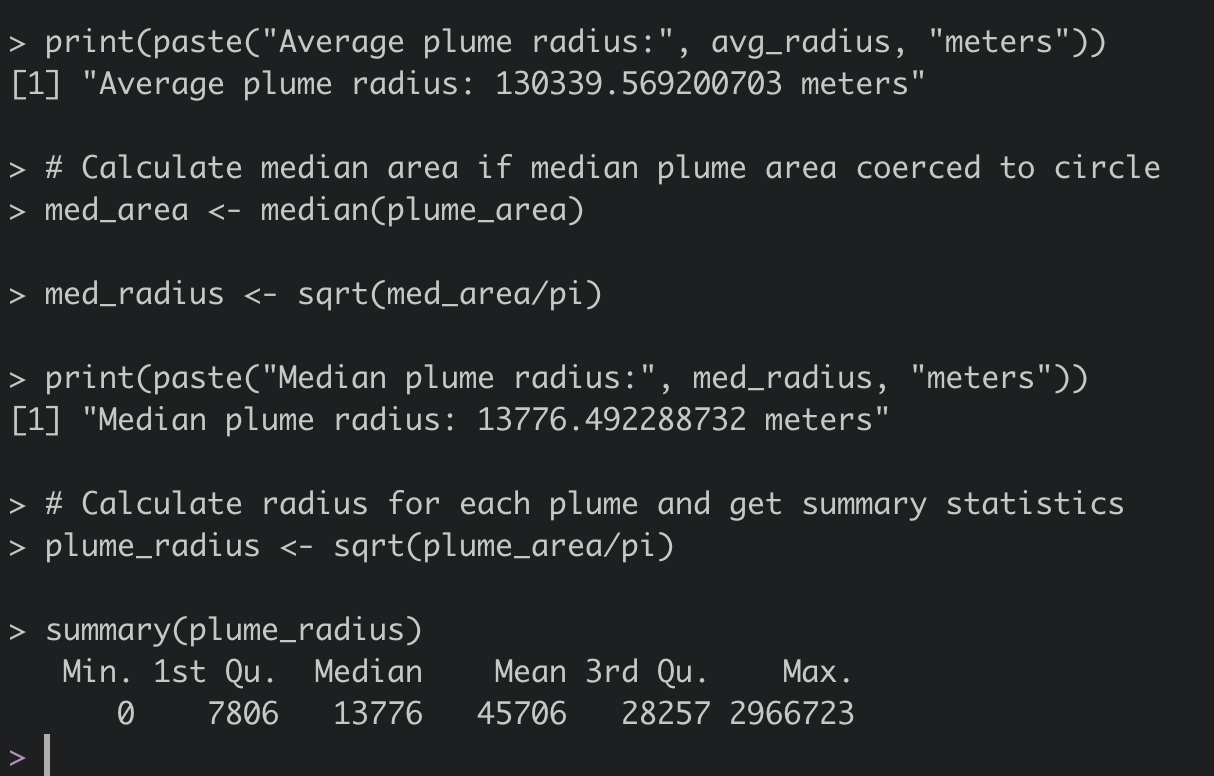 > print(paste("Average plume radius:", avg_radius, "meters"))
[1] "Average plume radius: 130339.569200703 meters"
> # Calculate median area if median plume area coerced to circle
> med_area <- median(plume_area)
> med_radius <- sqrt(med_area/pi)
> print(paste("Median plume radius:", med_radius, "meters"))
[1] "Median plume radius: 13776.492288732 meters"
> # Calculate radius for each plume and get summary statistics
> plume_radius <- sqrt(plume_area/pi)
> summary(plume_radius)
   Min. 1st Qu.  Median    Mean 3rd Qu.    Max.
      0    7806   13776   45706   28257 2966723
>